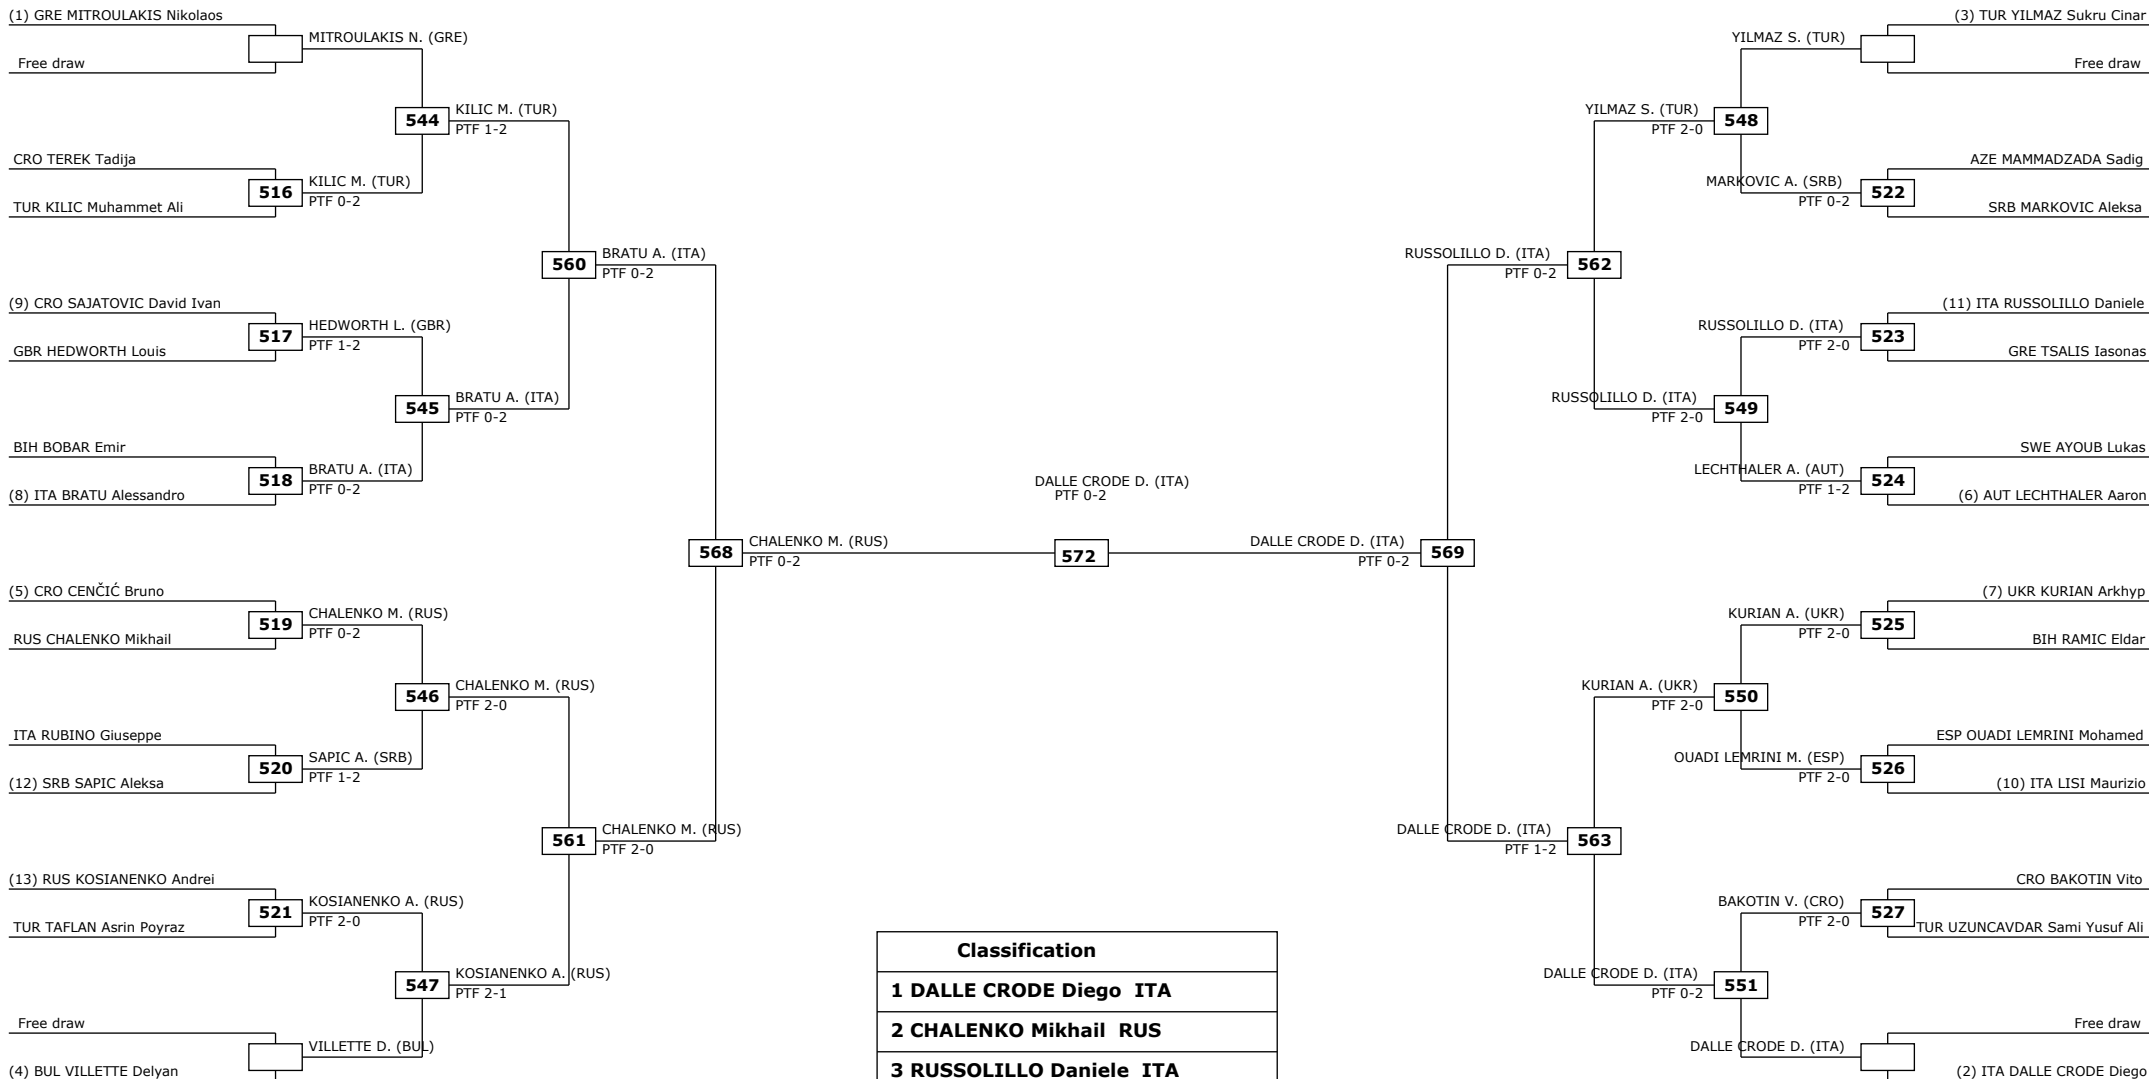 (1) GRE MITROULAKIS Nikolaos
MITROULAKIS N. (GRE)
Free draw
544
KILIC M. (TUR)
PTF 1-2
CRO TEREK Tadija
516
KILIC M. (TUR)
PTF 0-2
TUR KILIC Muhammet Ali
560
BRATU A. (ITA)
PTF 0-2
(9) CRO SAJATOVIC David Ivan
517
HEDWORTH L. (GBR)
PTF 1-2
GBR HEDWORTH Louis
545
BRATU A. (ITA)
PTF 0-2
BIH BOBAR Emir
518
BRATU A. (ITA)
PTF 0-2
(8) ITA BRATU Alessandro
568
CHALENKO M. (RUS)
PTF 0-2
(5) CRO CENČIĆ Bruno
519
CHALENKO M. (RUS)
PTF 0-2
RUS CHALENKO Mikhail
546
CHALENKO M. (RUS)
PTF 2-0
ITA RUBINO Giuseppe
520
SAPIC A. (SRB)
PTF 1-2
(12) SRB SAPIC Aleksa
561
CHALENKO M. (RUS)
PTF 2-0
(13) RUS KOSIANENKO Andrei
521
KOSIANENKO A. (RUS)
PTF 2-0
TUR TAFLAN Asrin Poyraz
547
KOSIANENKO A. (RUS)
PTF 2-1
Free draw
VILLETTE D. (BUL)
(4) BUL VILLETTE Delyan
DALLE CRODE D. (ITA)
PTF 0-2
572
(3) TUR YILMAZ Sukru Cinar
YILMAZ S. (TUR)
Free draw
YILMAZ S. (TUR)
PTF 2-0
548
AZE MAMMADZADA Sadig
MARKOVIC A. (SRB)
PTF 0-2
522
SRB MARKOVIC Aleksa
RUSSOLILLO D. (ITA)
PTF 0-2
562
(11) ITA RUSSOLILLO Daniele
RUSSOLILLO D. (ITA)
PTF 2-0
523
GRE TSALIS Iasonas
RUSSOLILLO D. (ITA)
PTF 2-0
549
SWE AYOUB Lukas
LECHTHALER A. (AUT)
PTF 1-2
524
(6) AUT LECHTHALER Aaron
DALLE CRODE D. (ITA)
PTF 0-2
569
(7) UKR KURIAN Arkhyp
KURIAN A. (UKR)
PTF 2-0
525
BIH RAMIC Eldar
KURIAN A. (UKR)
PTF 2-0
550
ESP OUADI LEMRINI Mohamed
OUADI LEMRINI M. (ESP)
PTF 2-0
526
(10) ITA LISI Maurizio
DALLE CRODE D. (ITA)
PTF 1-2
563
CRO BAKOTIN Vito
BAKOTIN V. (CRO)
PTF 2-0
527
TUR UZUNCAVDAR Sami Yusuf Ali
DALLE CRODE D. (ITA)
PTF 0-2
551
Free draw
DALLE CRODE D. (ITA)
(2) ITA DALLE CRODE Diego
Classification
1 DALLE CRODE Diego ITA
2 CHALENKO Mikhail RUS
3 RUSSOLILLO Daniele ITA